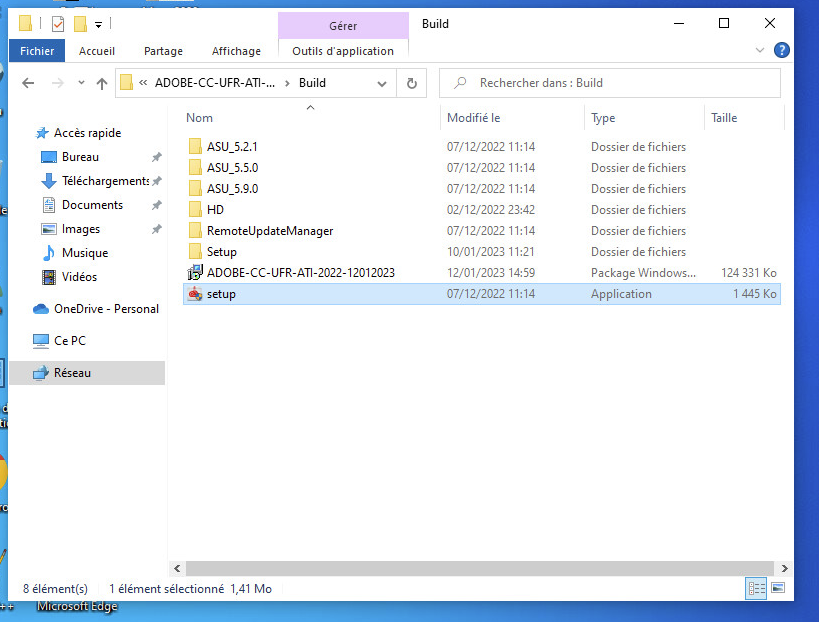 Gérer
Build
Fichier
Accueil
Partage
Affichage
Outils d'application
« ADOBE-CC-UFR-ATI-... › Build
Rechercher dans : Build
Nom
Modifié le
Type
Taille
Accès rapide
Bureau
Téléchargements
Documents
Images
Musique
Vidéos
OneDrive - Personal
Ce PC
Réseau
ASU_5.2.1 07/12/2022 11:14 Dossier de fichiers
ASU_5.5.0 07/12/2022 11:14 Dossier de fichiers
ASU_5.9.0 07/12/2022 11:14 Dossier de fichiers
HD 02/12/2022 23:42 Dossier de fichiers
RemoteUpdateManager 07/12/2022 11:14 Dossier de fichiers
Setup 10/01/2023 11:21 Dossier de fichiers
ADOBE-CC-UFR-ATI-2022-12012023 12/01/2023 14:59 Package Windows... 124 331 Ko
setup 07/12/2022 11:14 Application 1 445 Ko
8 élément(s) 1 élément sélectionné 1,41 Mo
++ Microsoft Edge